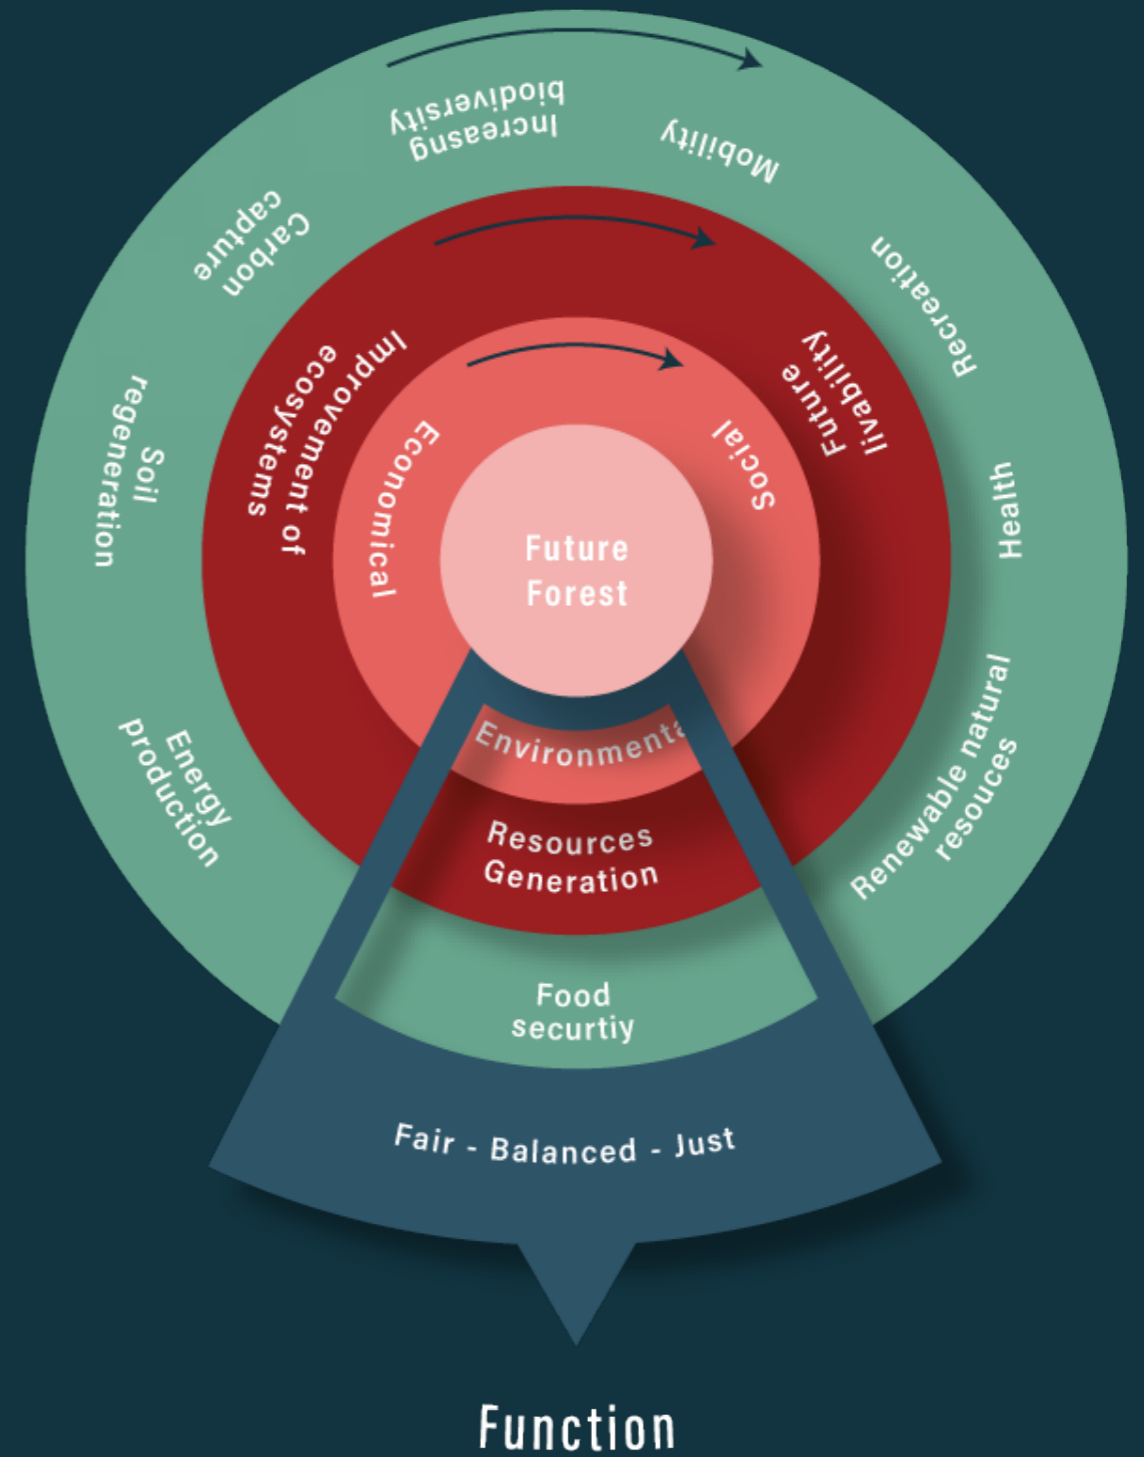 Increasng
biodiversity
Mobility
Recreation
Health
Renewable natural
resouces
Food
securtiy
Energy
production
Soil
regeneration
Carbon
capture
Improvement of
ecosystems
Future
livability
Resources
Generation
Economical
Social
Environmenta
Future
Forest
Fair - Balanced - Just
Function